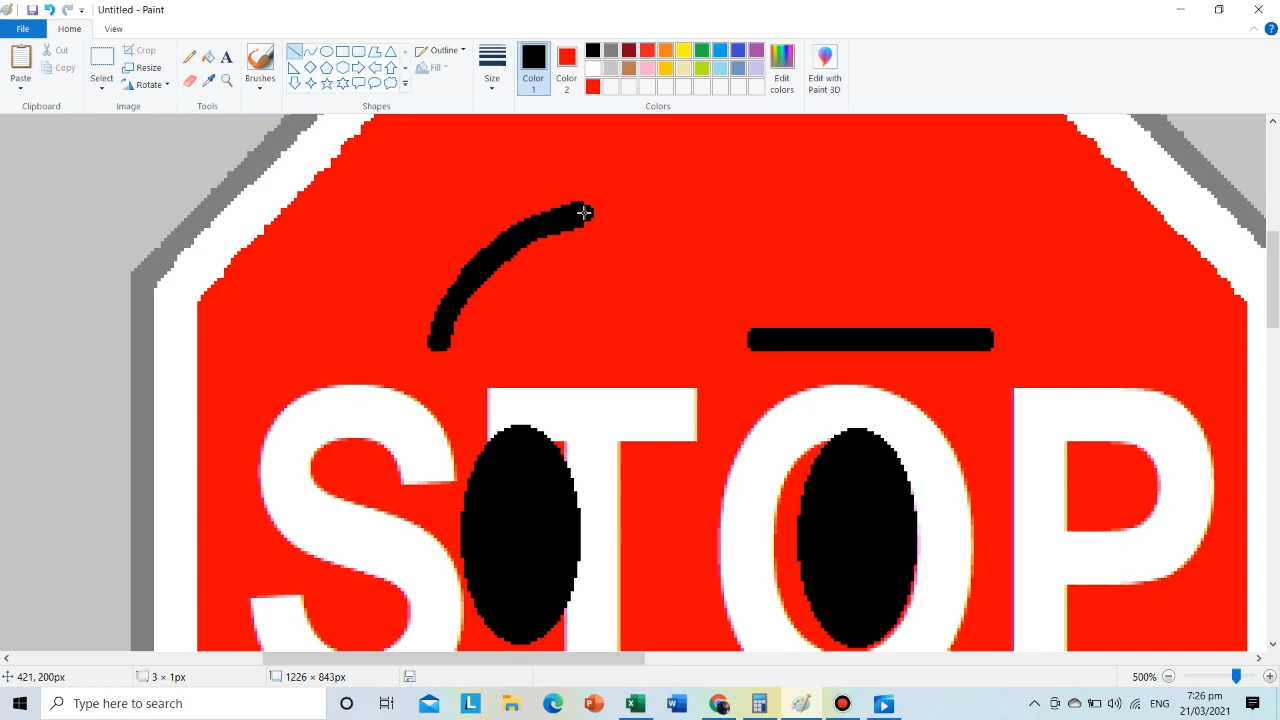 Untitled - Paint
File
Home
View
Paste
Cut
Copy
Clipboard
Select
Crop
Resize
Rotate
Image
Tools
Brushes
Outline
Fill
Shapes
Size
Color
1
Color
2
Edit
colors
Colors
Edit with
Paint 3D
STOP
421, 200px
3 × 1px
1226 × 843px
500%
Type here to search
ENG
7:26 pm
21/03/2021